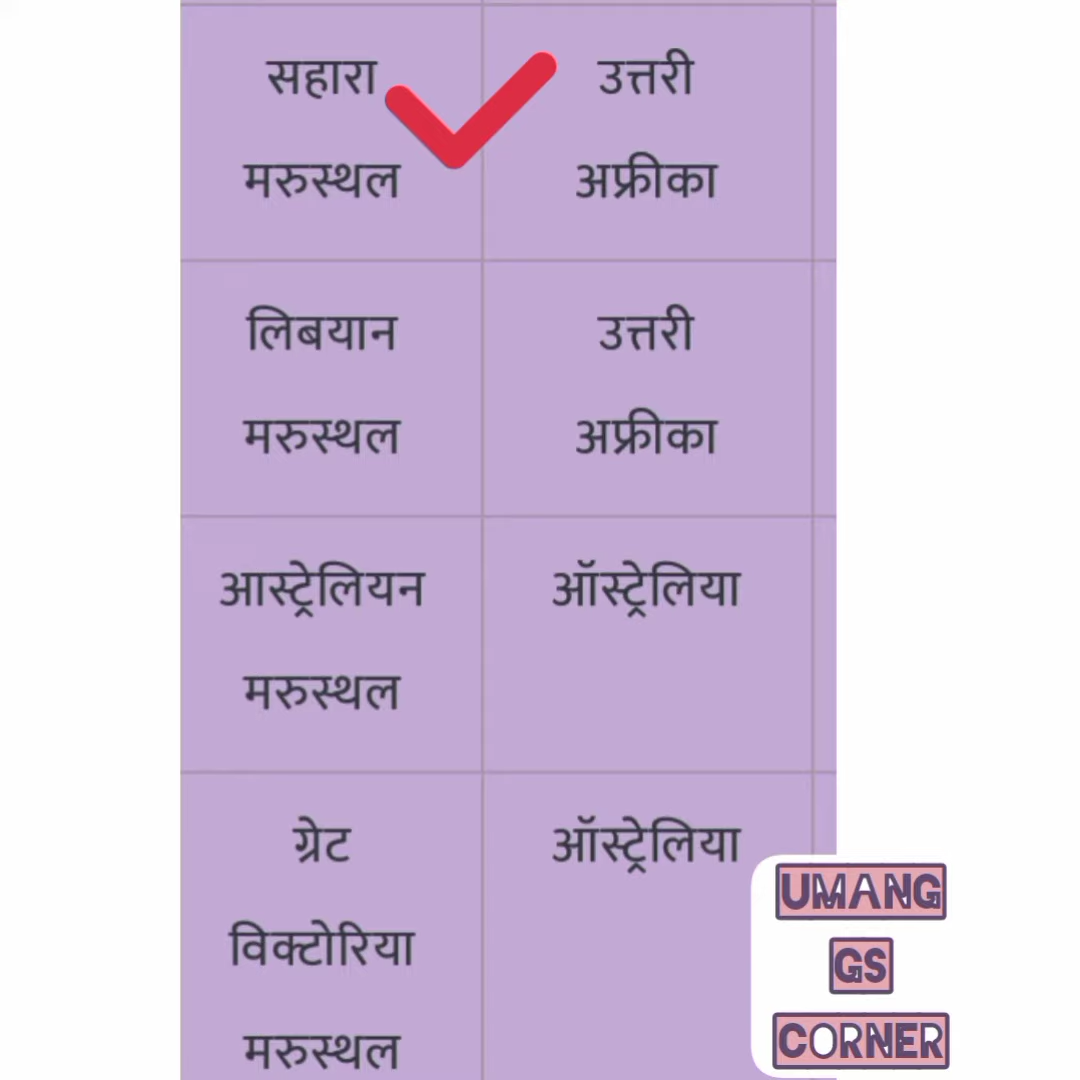 सहारा उत्तरी
मरुस्थल अफ्रीका
लिबयान उत्तरी
मरुस्थल अफ्रीका
आस्ट्रेलियन ऑस्ट्रेलिया
मरुस्थल
ग्रेट ऑस्ट्रेलिया
विक्टोरिया
मरुस्थल
UMANG
GS
CORNER